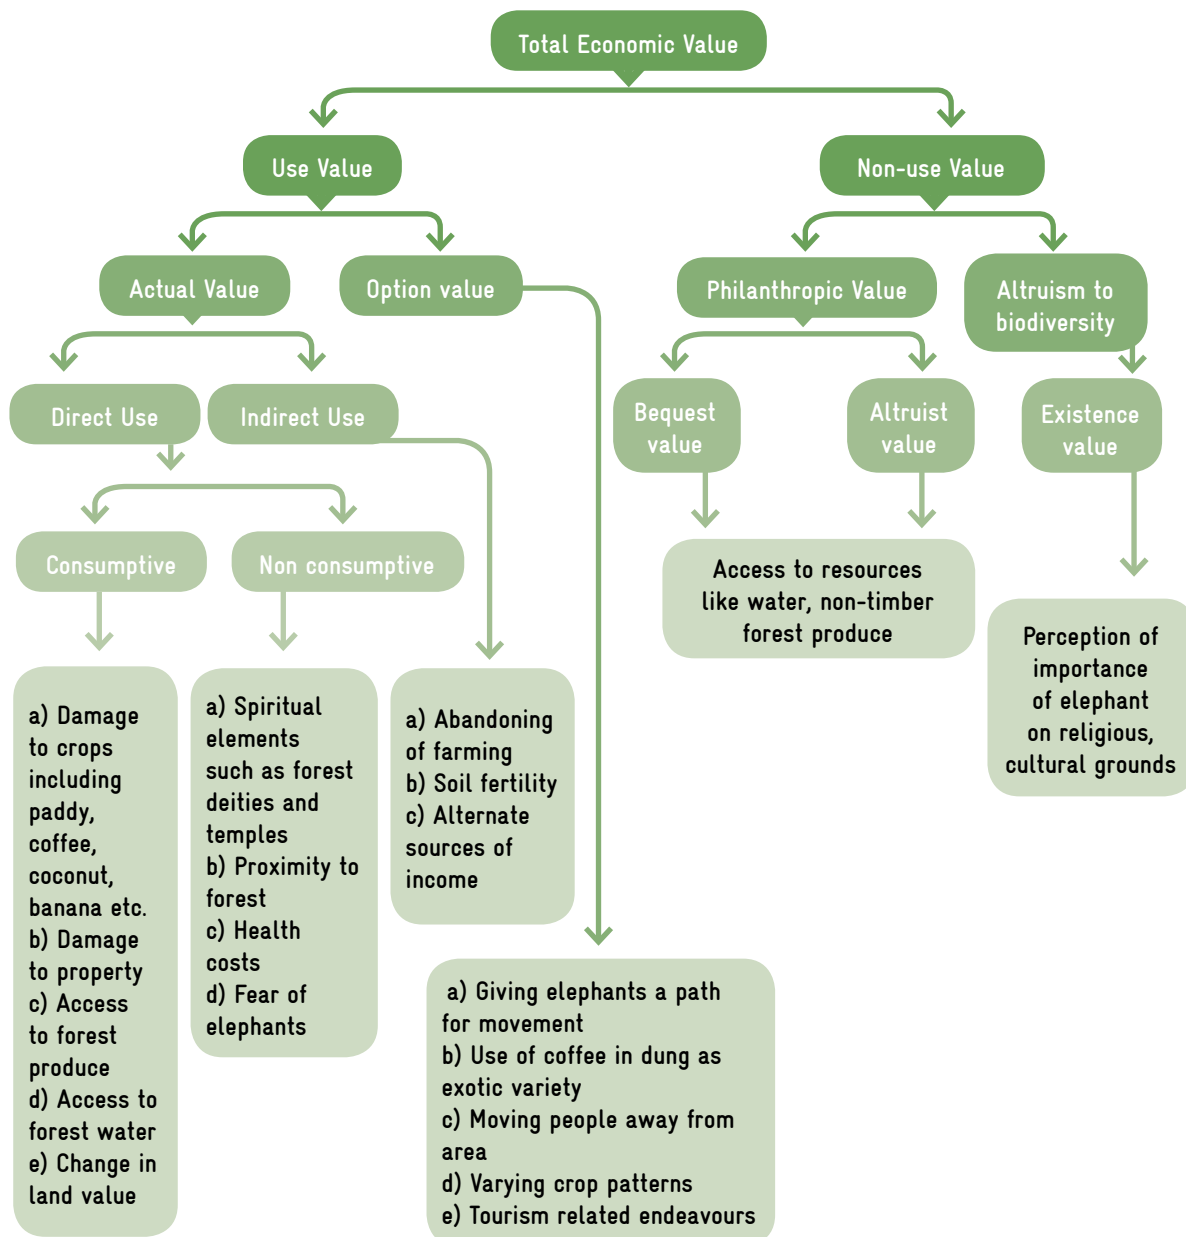 Total Economic Value
Use Value
Non-use Value
Actual Value
Option value
Philanthropic Value
Altruism to
biodiversity
Direct Use
Indirect Use
Bequest
value
Altruist
value
Existence
value
Consumptive
Non consumptive
Access to resources
like water, non-timber
forest produce
Perception of
importance
of elephant
on religious,
cultural grounds
a) Damage
to crops
including
paddy,
coffee,
coconut,
banana etc.
b) Damage
to property
c) Access
to forest
produce
d) Access to
forest water
e) Change in
land value
a) Spiritual
elements
such as forest
deities and
temples
b) Proximity to
forest
c) Health
costs
d) Fear of
elephants
a) Abandoning
of farming
b) Soil fertility
c) Alternate
sources of
income
a) Giving elephants a path
for movement
b) Use of coffee in dung as
exotic variety
c) Moving people away from
area
d) Varying crop patterns
e) Tourism related endeavours